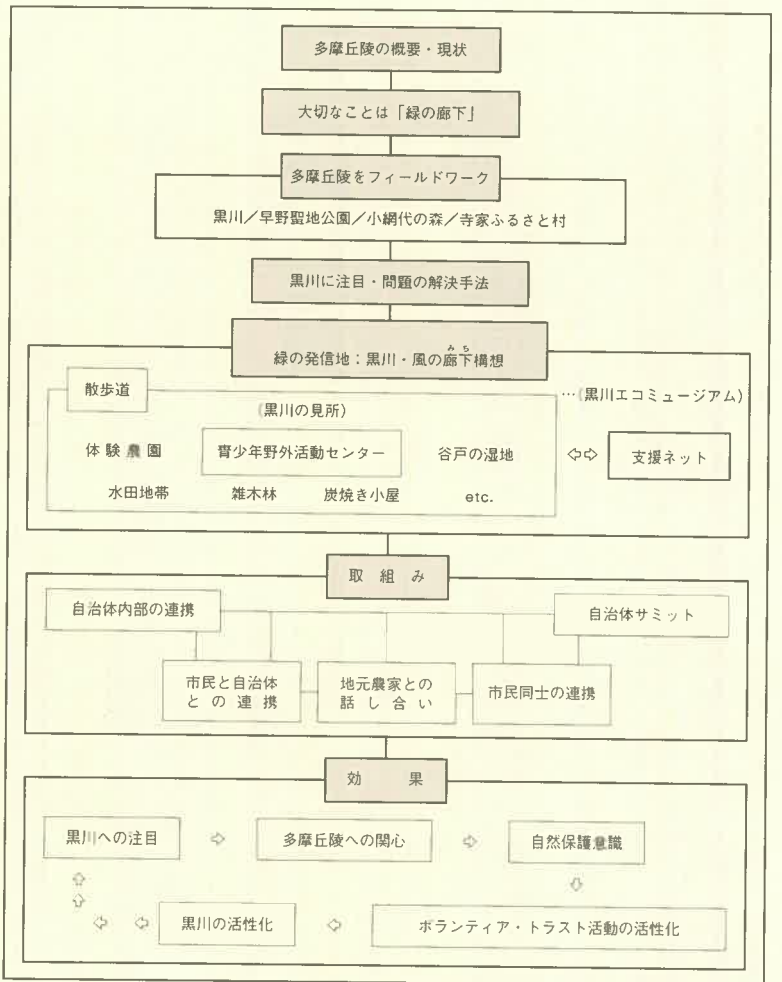 多摩丘陵の概要・現状
大切なことは「緑の廊下」
多摩丘陵をフィールドワーク
黒川／早野聖地公園／小網代の森／寺家ふるさと村
黒川に注目・問題の解決手法
みち
緑の発信地：黒川・風の廊下構想
散歩道
…(黒川エコミュージアム)
(黒川の見所)
体験農園
青少年野外活動センター
谷戸の湿地
⇦⇨
支援ネット
水田地帯
雑木林
炭焼き小屋
etc.
取組み
自治体内部の連携
自治体サミット
市民と自治体
との連携
地元農家との
話し合い
市民同士の連携
効果
黒川への注目
⇨
多摩丘陵への関心
⇨
自然保護意識
黒川の活性化
ボランティア・トラスト活動の活性化